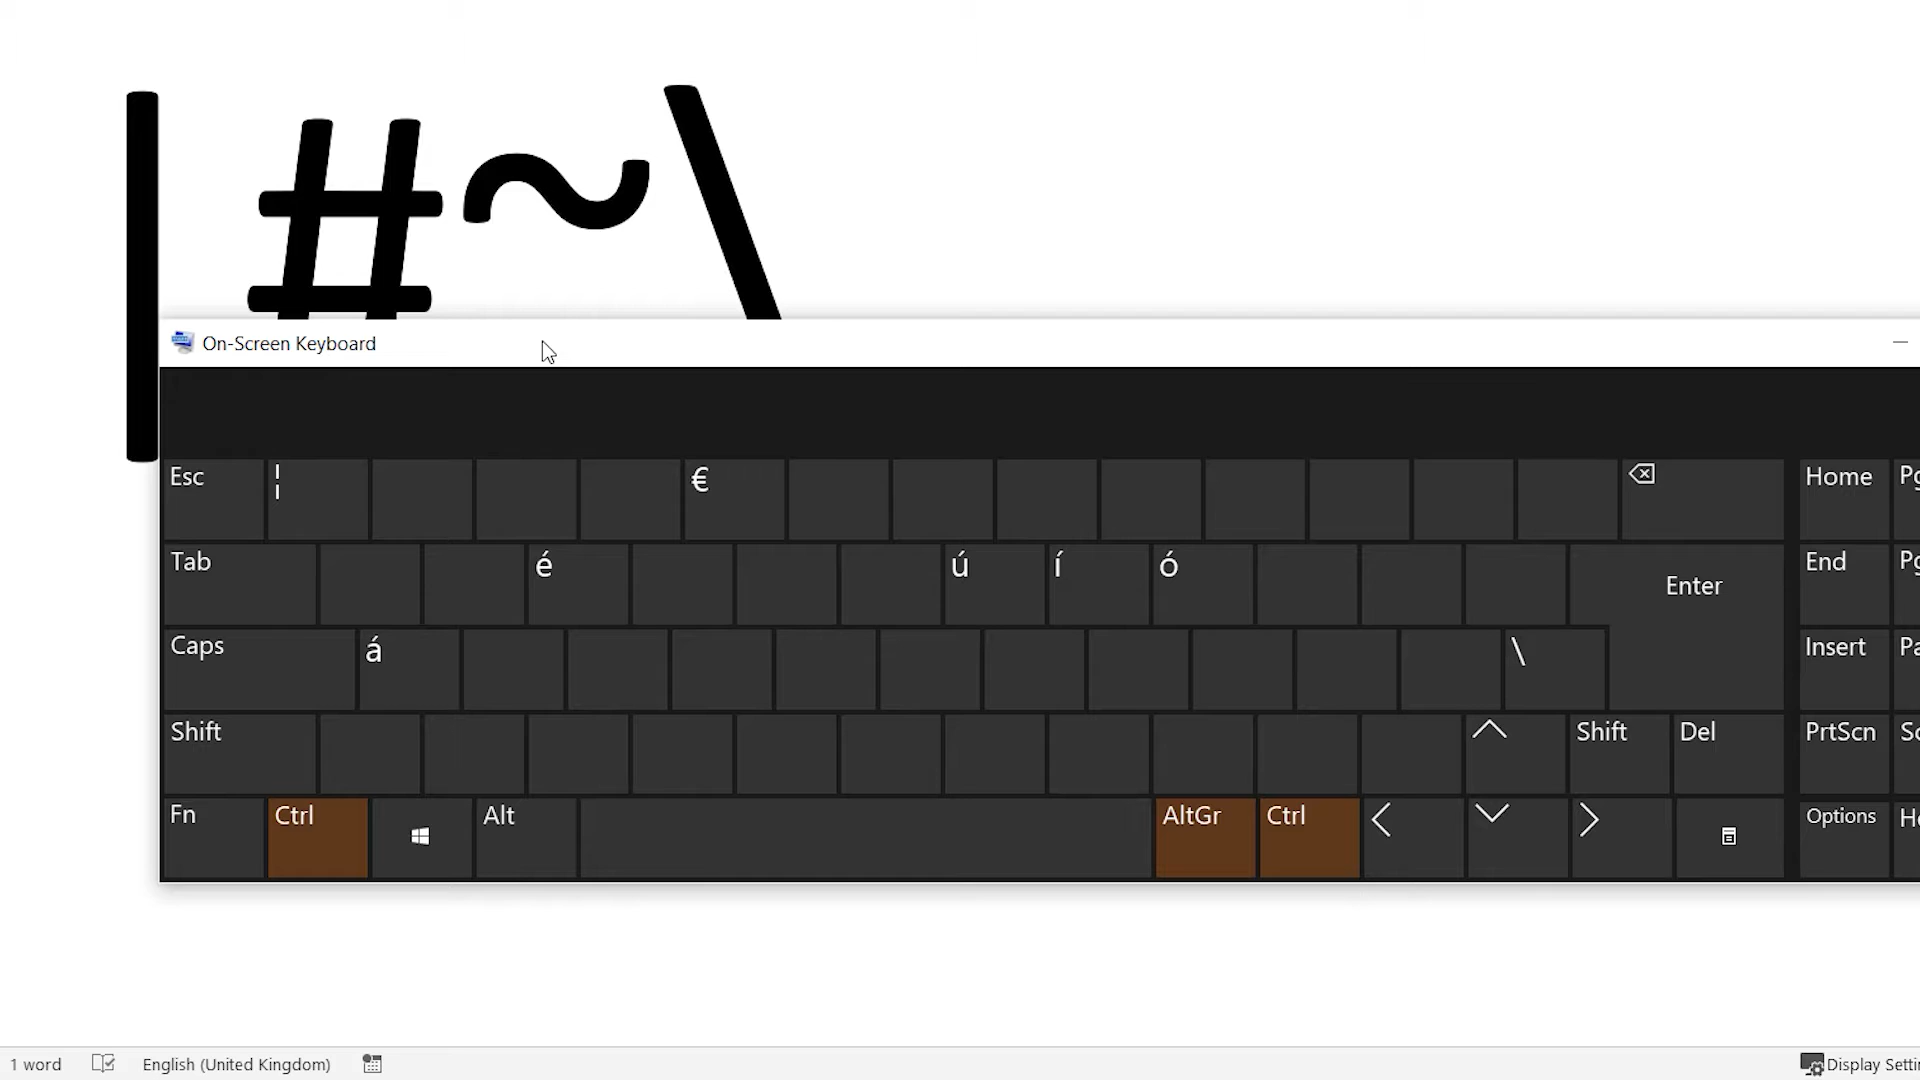 |#~\
On-Screen Keyboard
Esc ¦ € Home
Tab é ú í ó Enter End
Caps á \ Insert
Shift Shift Del PrtScn
Fn Ctrl Alt AltGr Ctrl Options
1 word English (United Kingdom) Display